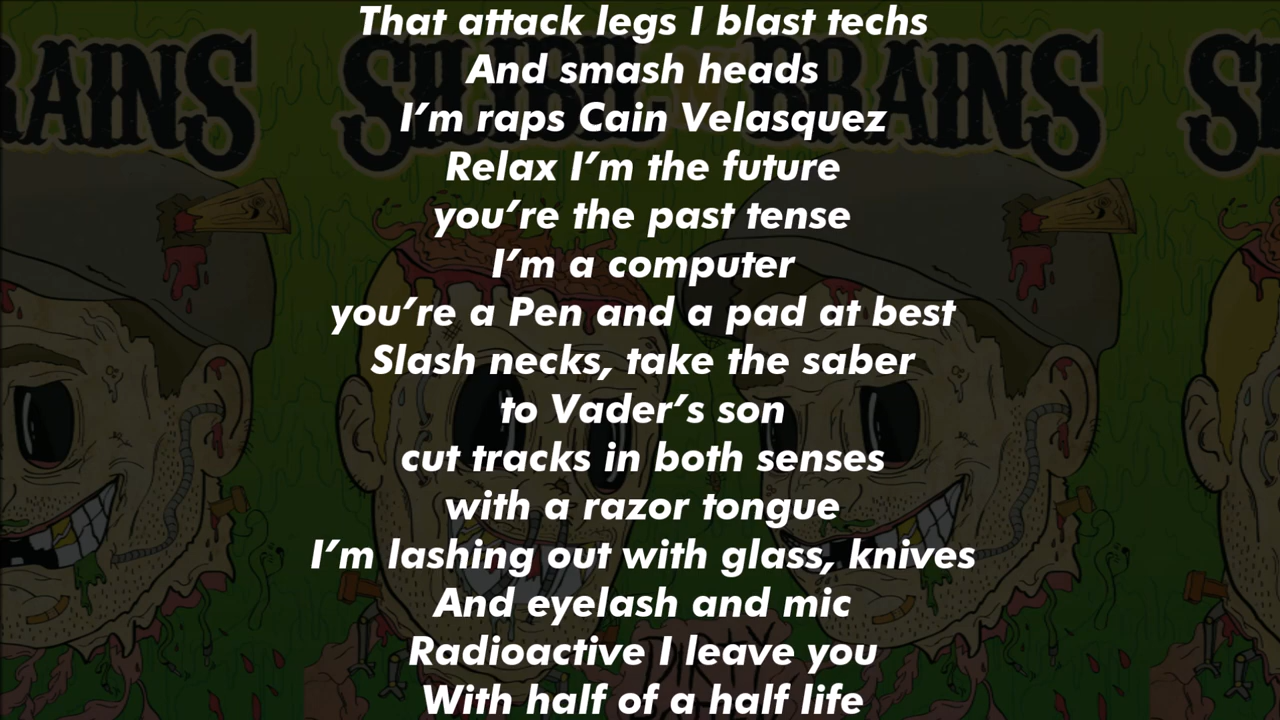 RAINS BRAINS S
That attack legs I blast techs
And smash heads
I’m raps Cain Velasquez
Relax I’m the future
you’re the past tense
I’m a computer
you’re a Pen and a pad at best
Slash necks, take the saber
to Vader’s son
cut tracks in both senses
with a razor tongue
I’m lashing out with glass, knives
And eyelash and mic
Radioactive I leave you
With half of a half life